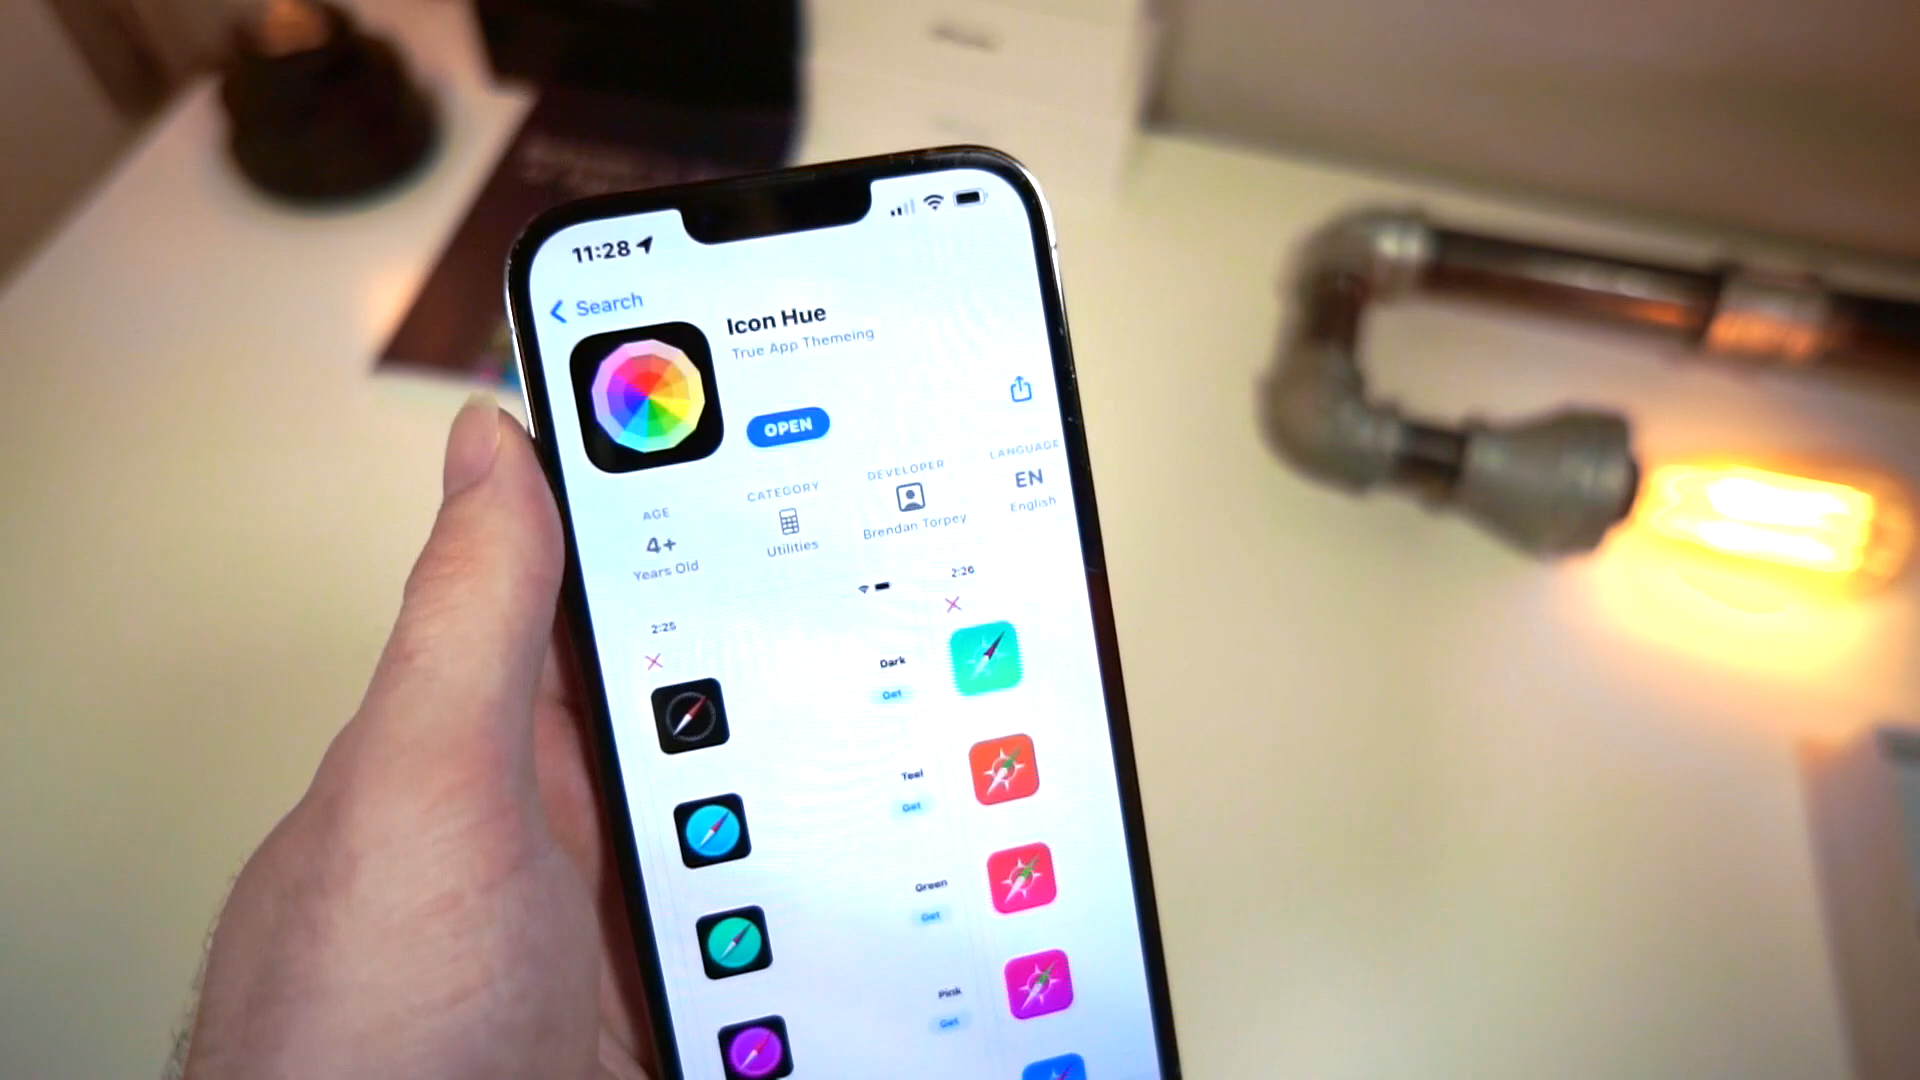 11:28
Search
Icon Hue
True App Themeing
OPEN
AGE
4+
Years Old
CATEGORY
Utilities
DEVELOPER
Brendan Torpey
LANGUAGE
EN
English
2:25
Dark
Get
Teel
Get
Green
Get
Pink
Get
2:26